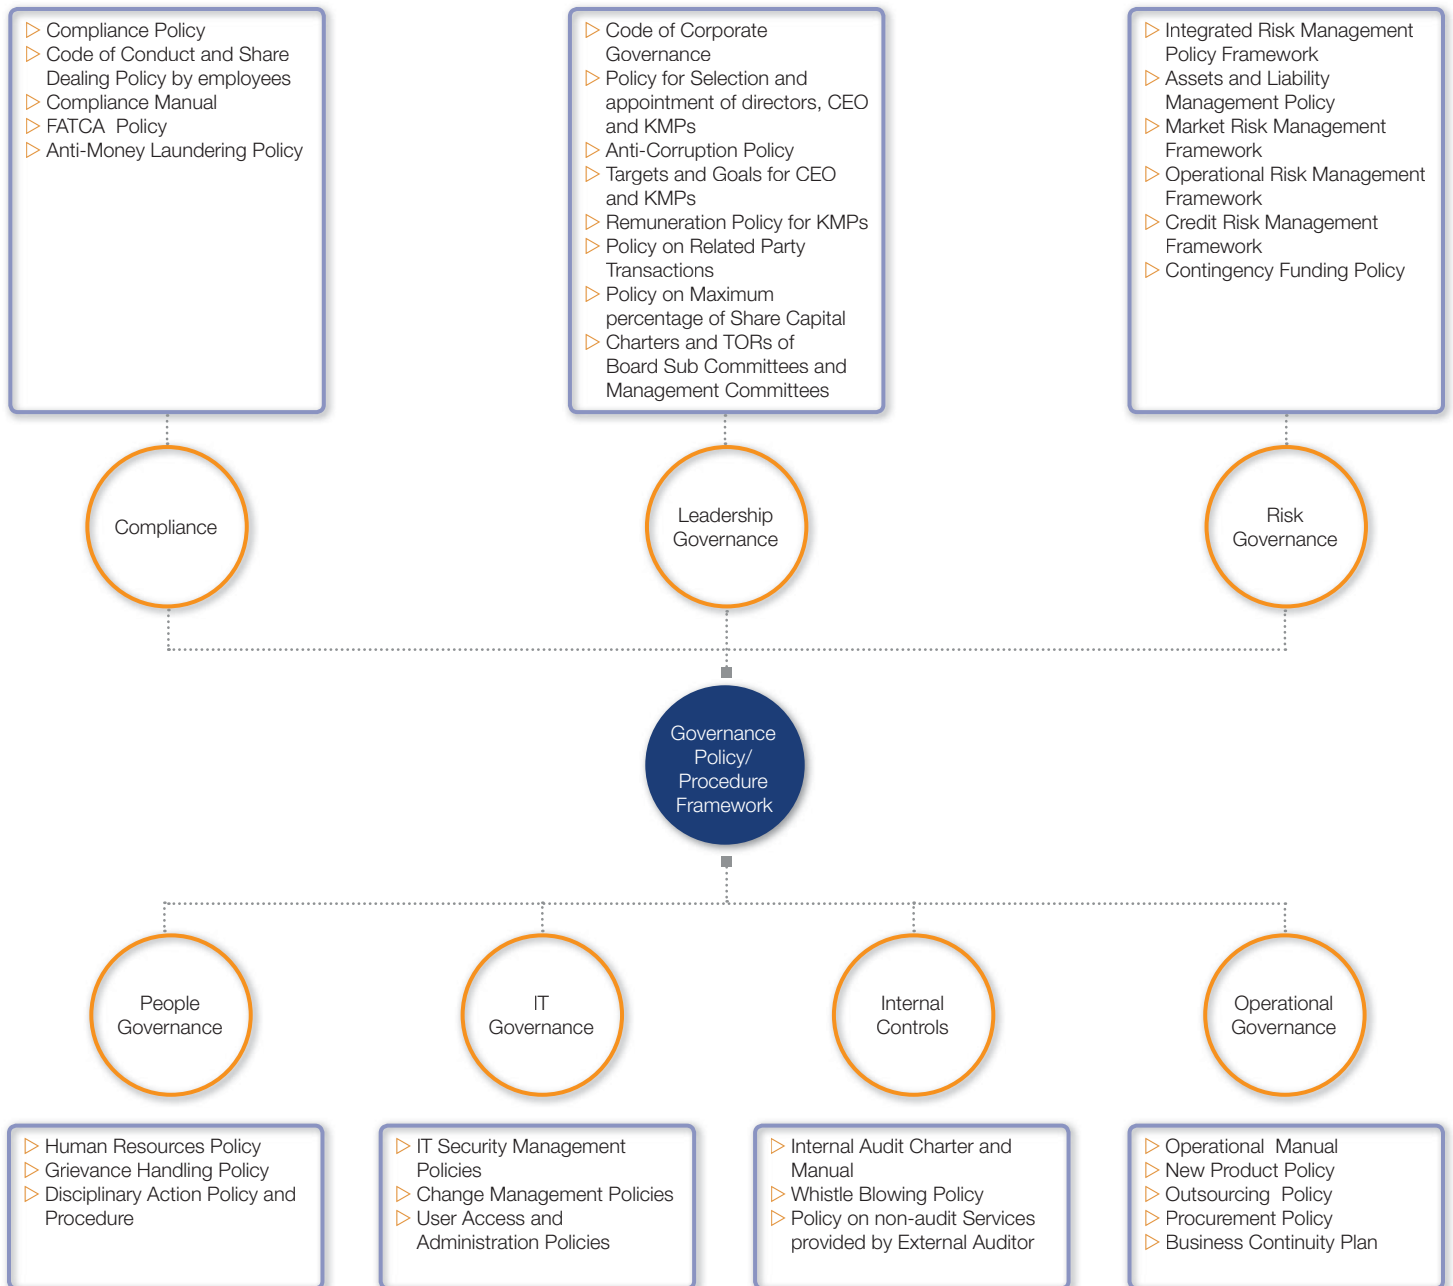 Compliance Policy
Code of Conduct and Share
Dealing Policy by employees
Compliance Manual
FATCA Policy
Anti-Money Laundering Policy
Code of Corporate
Governance
Policy for Selection and
appointment of directors, CEO
and KMPs
Anti-Corruption Policy
Targets and Goals for CEO
and KMPs
Remuneration Policy for KMPs
Policy on Related Party
Transactions
Policy on Maximum
percentage of Share Capital
Charters and TORs of
Board Sub Committees and
Management Committees
Integrated Risk Management
Policy Framework
Assets and Liability
Management Policy
Market Risk Management
Framework
Operational Risk Management
Framework
Credit Risk Management
Framework
Contingency Funding Policy
Compliance
Leadership
Governance
Risk
Governance
Governance
Policy/
Procedure
Framework
People
Governance
IT
Governance
Internal
Controls
Operational
Governance
Human Resources Policy
Grievance Handling Policy
Disciplinary Action Policy and
Procedure
IT Security Management
Policies
Change Management Policies
User Access and
Administration Policies
Internal Audit Charter and
Manual
Whistle Blowing Policy
Policy on non-audit Services
provided by External Auditor
Operational Manual
New Product Policy
Outsourcing Policy
Procurement Policy
Business Continuity Plan